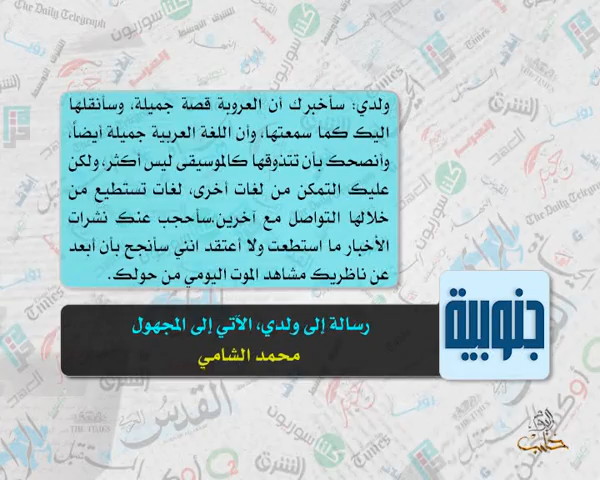 ولدي: سأخبرك أن العروبة قصة جميلة، وسأنقلها
اليك كما سمعتها، وأن اللغة العربية جميلة أيضاً،
وأنصحك بأن تتذوقها كالموسيقى ليس أكثر، ولكن
عليك التمكن من لغات أخرى، لغات تستطيع من
خلالها التواصل مع آخرين،سأحجب عنك نشرات
الأخبار ما استطعت ولا أعتقد انني سأنجح بأن أبعد
عن ناظريك مشاهد الموت اليومي من حولك.
جنوبية
رسالة إلى ولدي، الآتي إلى المجهول
محمد الشامي